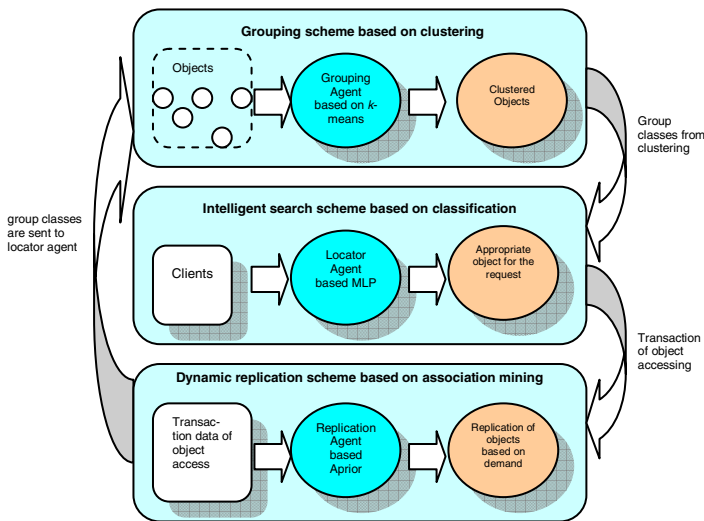 Grouping scheme based on clustering
Objects
Grouping
Agent
based on k-
means
Clustered
Objects
Group
classes from
clustering
group classes
are sent to
locator agent
Intelligent search scheme based on classification
Clients
Locator
Agent
based MLP
Appropriate
object for the
request
Transaction
of object
accessing
Dynamic replication scheme based on association mining
Transac-
tion data of
object
access
Replication
Agent
based
Aprior
Replication of
objects
based on
demand